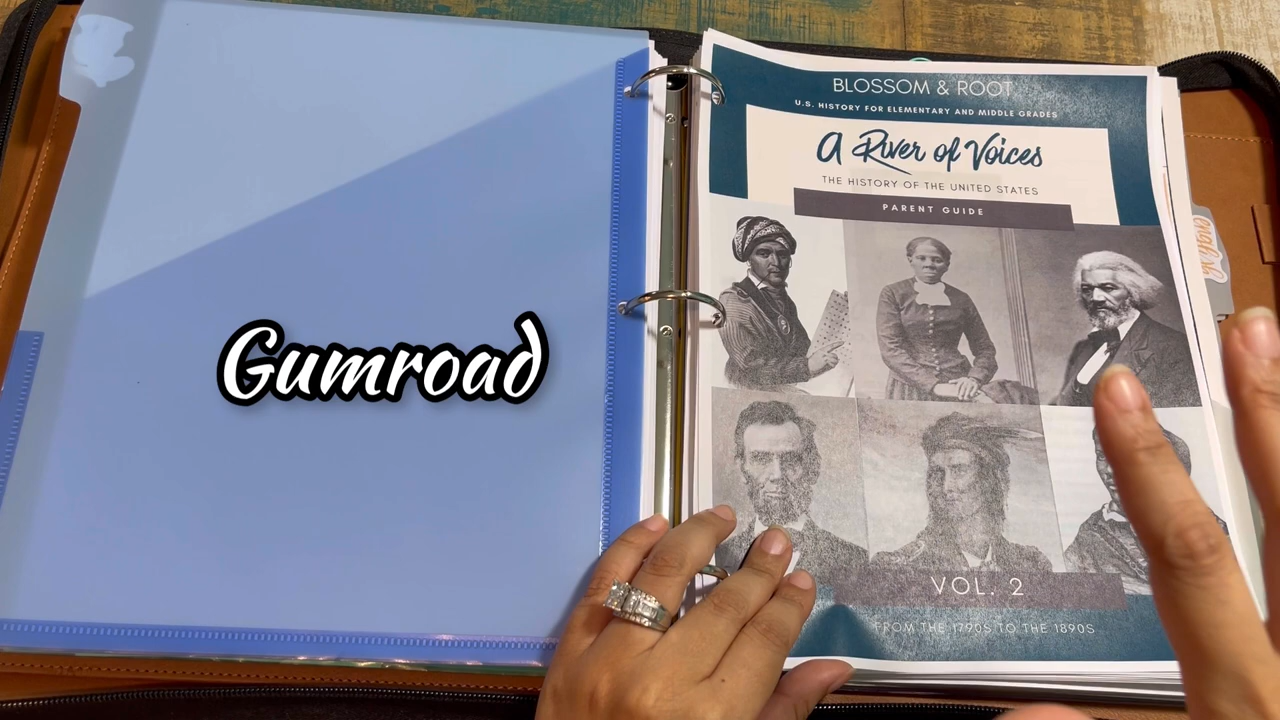 Gumroad
BLOSSOM & ROOT
U.S. HISTORY FOR ELEMENTARY AND MIDDLE GRADES
A River of Voices
THE HISTORY OF THE UNITED STATES
PARENT GUIDE
VOL. 2
FROM THE 1790S TO THE 1890S